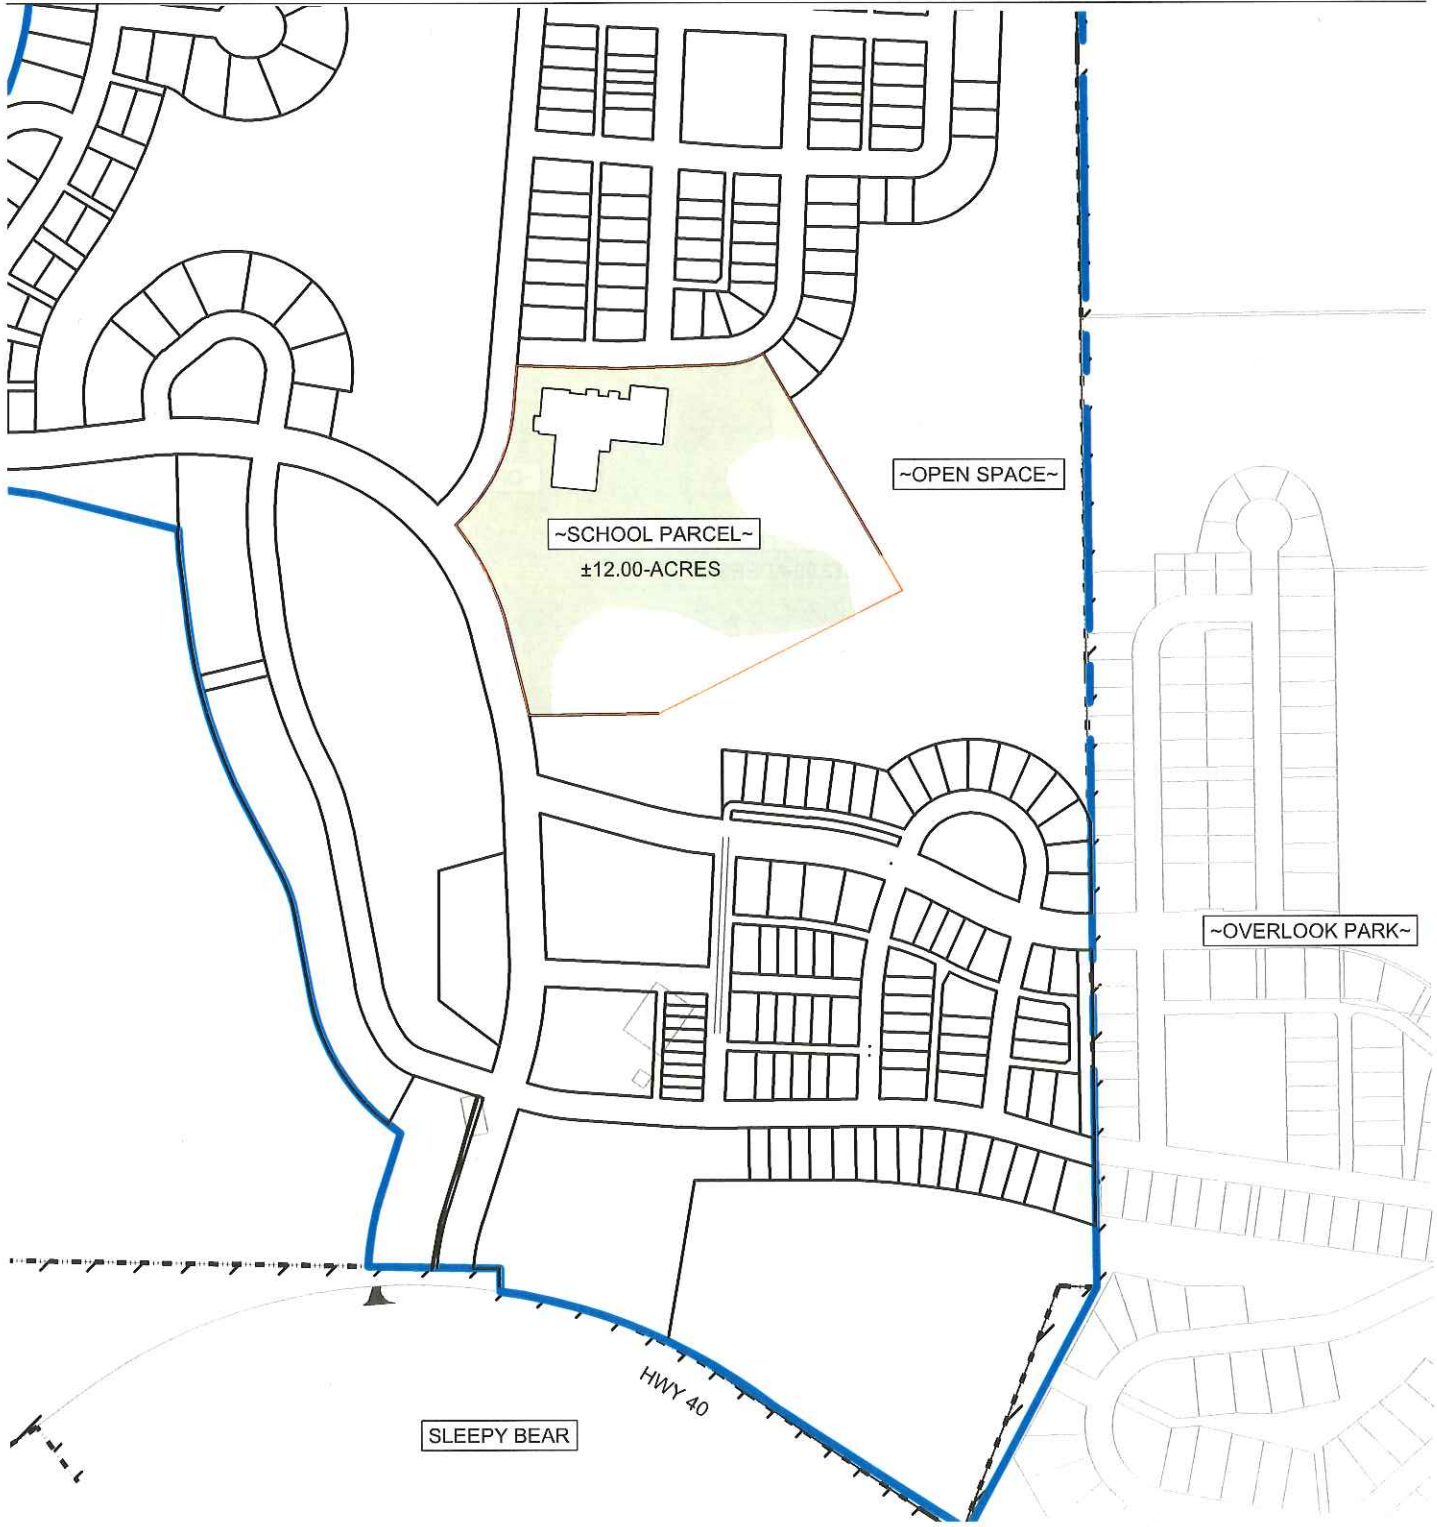 ~OPEN SPACE~
~SCHOOL PARCEL~
±12.00-ACRES
~OVERLOOK PARK~
HWY 40
SLEEPY BEAR